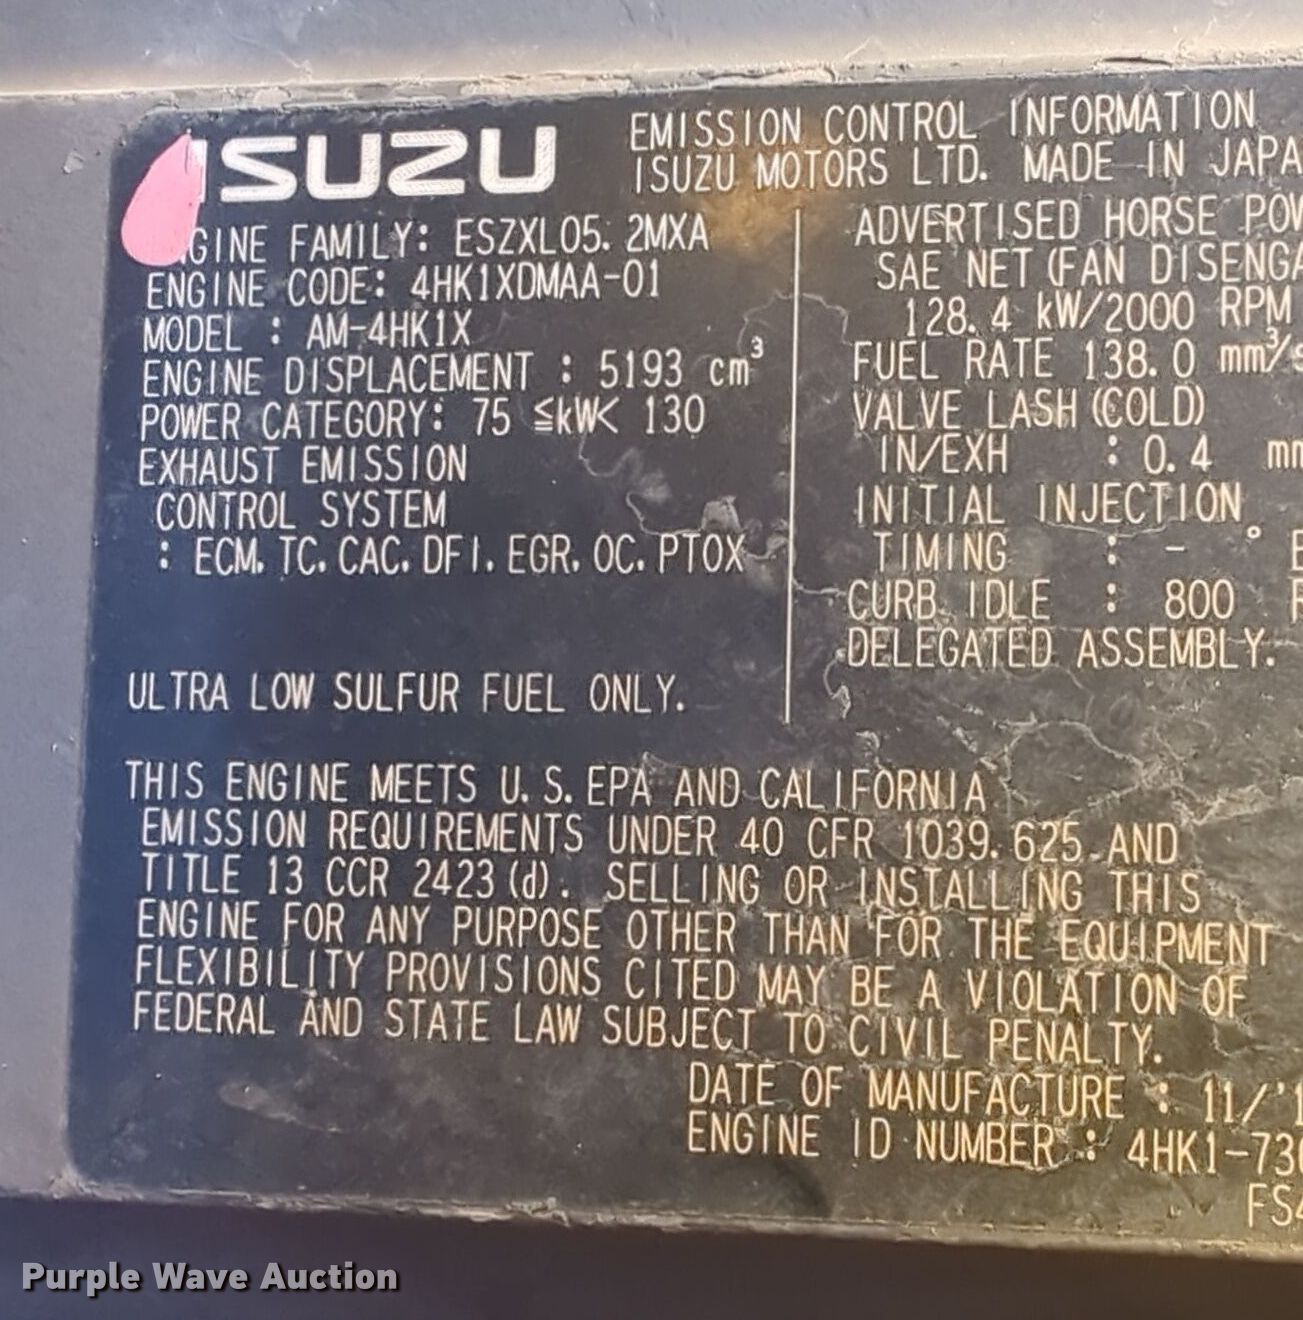 ISUZU
EMISSION CONTROL INFORMATION
ISUZU MOTORS LTD. MADE IN JAPA
GINE FAMILY: ESZXL05.2MXA
ENGINE CODE: 4HK1XDMAA-01
MODEL : AM-4HK1X
ENGINE DISPLACEMENT : 5193 cm³
POWER CATEGORY: 75 ≦kW< 130
EXHAUST EMISSION
CONTROL SYSTEM
: ECM. TC. CAC. DFI. EGR. OC. PTOX
ULTRA LOW SULFUR FUEL ONLY.
ADVERTISED HORSE POW
SAE NET (FAN DISENGA
128.4 kW/2000 RPM
FUEL RATE 138.0 mm³/s
VALVE LASH (COLD)
IN/EXH : 0.4 mm
INITIAL INJECTION
TIMING : - °
CURB IDLE : 800
DELEGATED ASSEMBLY.
THIS ENGINE MEETS U.S.EPA AND CALIFORNIA
EMISSION REQUIREMENTS UNDER 40 CFR 1039.625 AND
TITLE 13 CCR 2423(d). SELLING OR INSTALLING THIS
ENGINE FOR ANY PURPOSE OTHER THAN FOR THE EQUIPMENT
FLEXIBILITY PROVISIONS CITED MAY BE A VIOLATION OF
FEDERAL AND STATE LAW SUBJECT TO CIVIL PENALTY.
DATE OF MANUFACTURE : 11/'1
ENGINE ID NUMBER : 4HK1-730
FS4
Purple Wave Auction